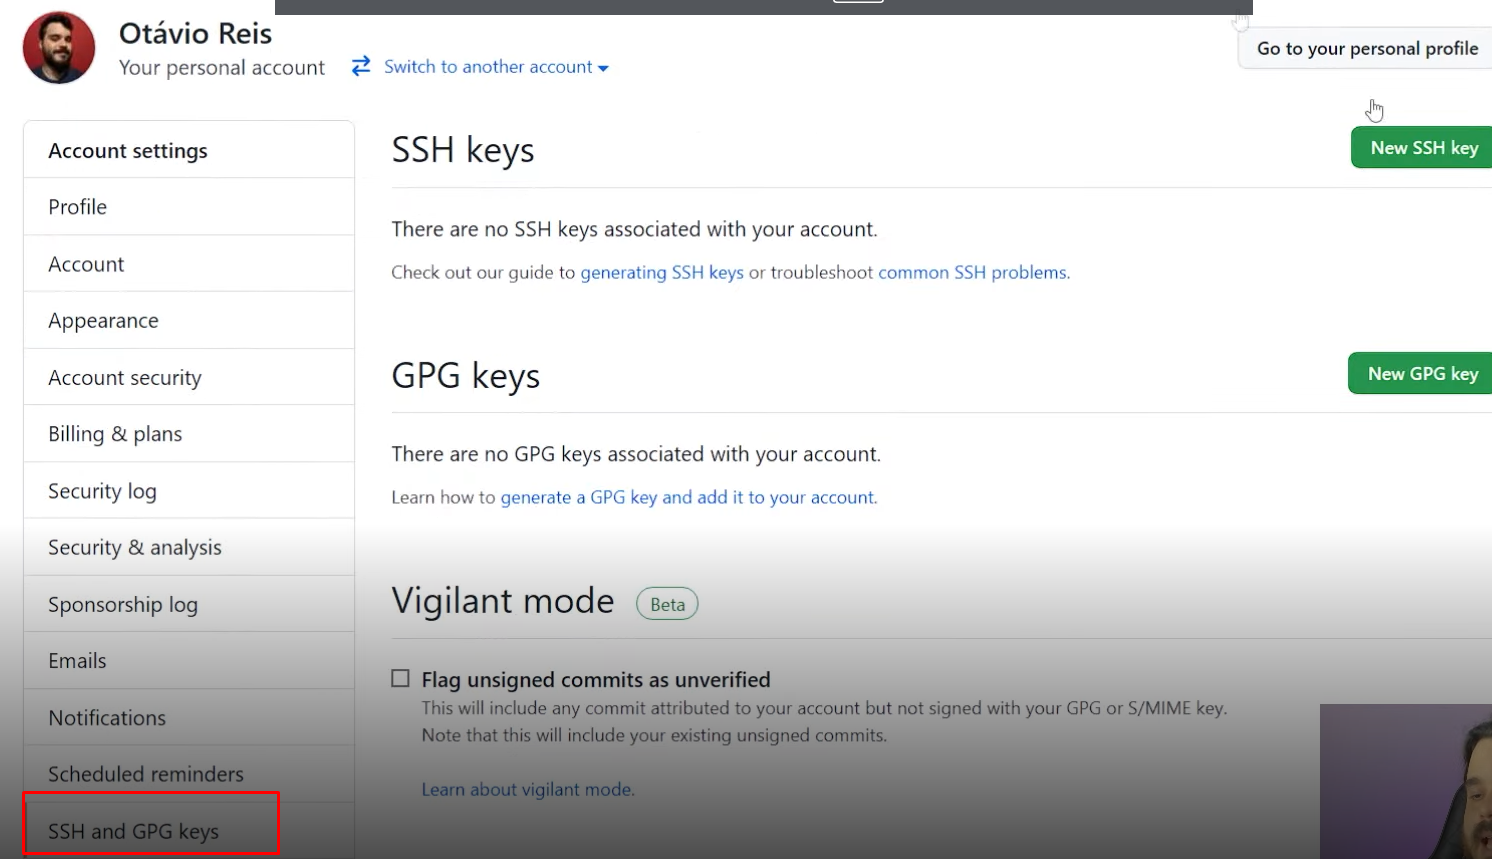 Otávio Reis
Your personal account
Switch to another account
Go to your personal profile
Account settings
Profile
Account
Appearance
Account security
Billing & plans
Security log
Security & analysis
Sponsorship log
Emails
Notifications
Scheduled reminders
SSH and GPG keys
SSH keys
New SSH key
There are no SSH keys associated with your account.
Check out our guide to generating SSH keys or troubleshoot common SSH problems.
GPG keys
New GPG key
There are no GPG keys associated with your account.
Learn how to generate a GPG key and add it to your account.
Vigilant mode Beta
Flag unsigned commits as unverified
This will include any commit attributed to your account but not signed with your GPG or S/MIME key.
Note that this will include your existing unsigned commits.
Learn about vigilant mode.